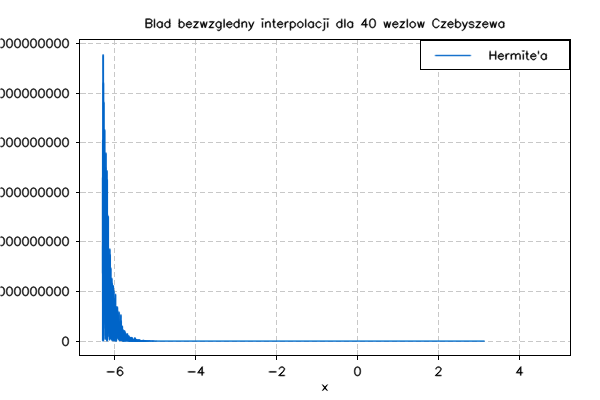 Blad bezwzgledny interpolacji dla 40 wezlow Czebyszewa
Hermite'a
0
−6 −4 −2 0 2 4
x